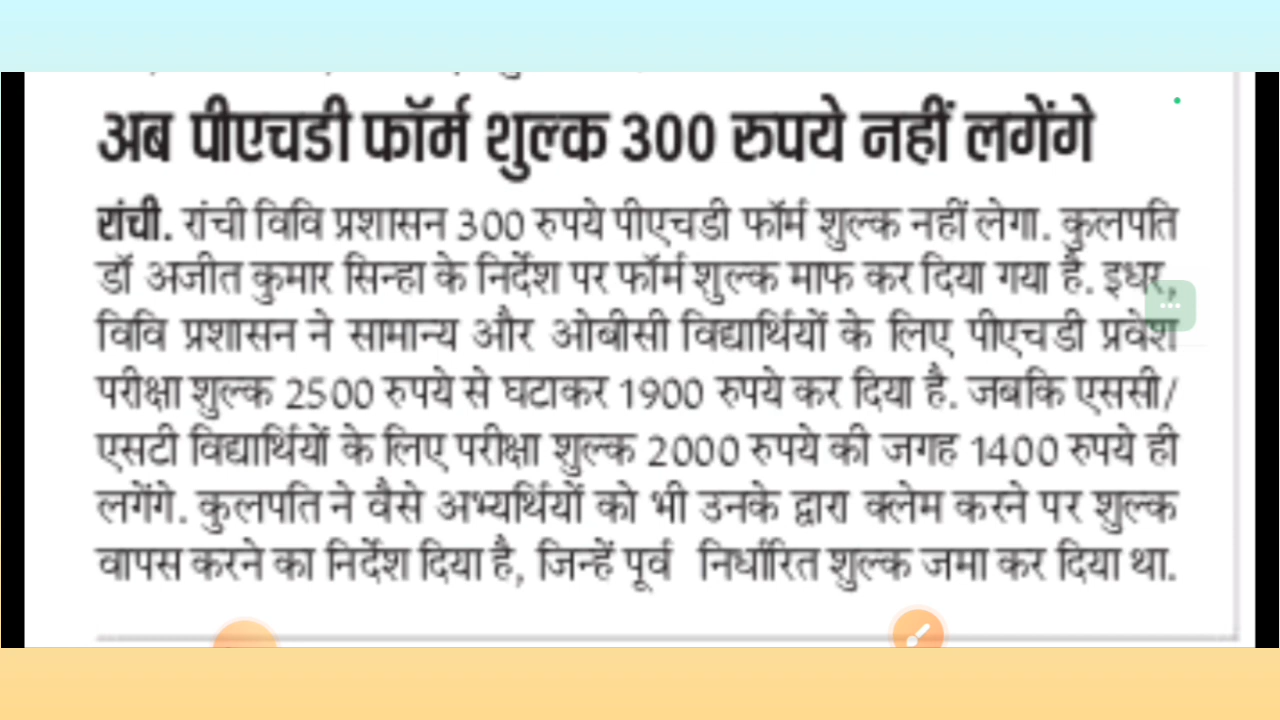 अब पीएचडी फॉर्म शुल्क 300 रुपये नहीं लगेंगे
रांची. रांची विवि प्रशासन 300 रुपये पीएचडी फॉर्म शुल्क नहीं लेगा. कुलपति
डॉ अजीत कुमार सिन्हा के निर्देश पर फॉर्म शुल्क माफ कर दिया गया है. इधर,
विवि प्रशासन ने सामान्य और ओबीसी विद्यार्थियों के लिए पीएचडी प्रवेश
परीक्षा शुल्क 2500 रुपये से घटाकर 1900 रुपये कर दिया है. जबकि एससी/
एसटी विद्यार्थियों के लिए परीक्षा शुल्क 2000 रुपये की जगह 1400 रुपये ही
लगेंगे. कुलपति ने वैसे अभ्यर्थियों को भी उनके द्वारा क्लेम करने पर शुल्क
वापस करने का निर्देश दिया है, जिन्हें पूर्व निर्धारित शुल्क जमा कर दिया था.